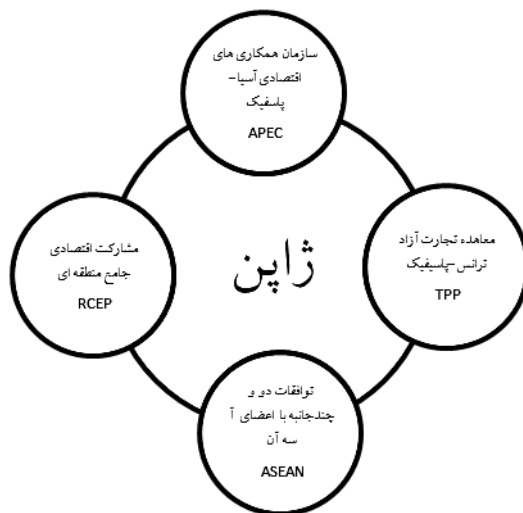 سازمان همکاری های
اقتصادی آسیا-
پاسفیک
APEC
معاهده تجارت آزاد
ترانس-پاسیفیک
TPP
ژاپن
مشارکت اقتصادی
جامع منطقه ای
RCEP
توافقات دو و
چندجانبه با اعضای آ
سه آن
ASEAN